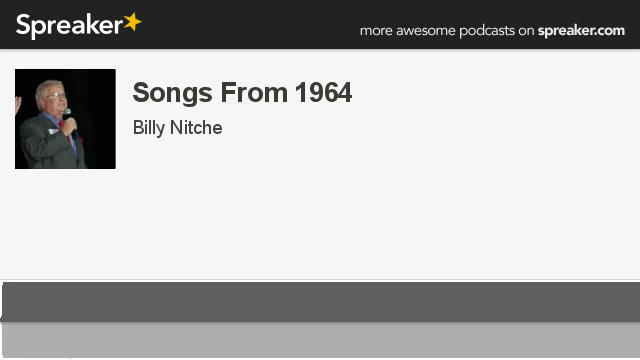 Spreaker
more awesome podcasts on spreaker.com
Songs From 1964
Billy Nitche